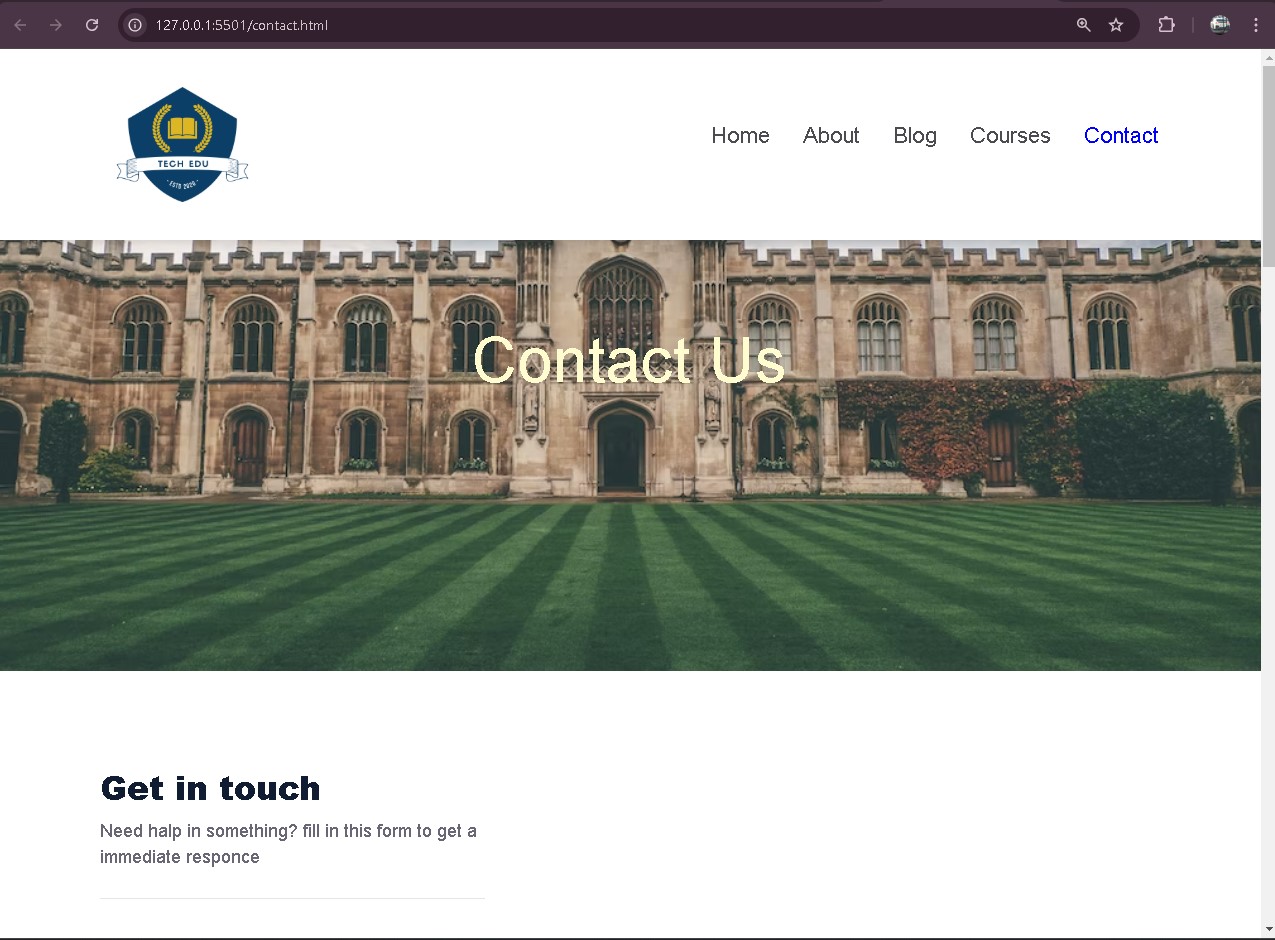 127.0.0.1:5501/contact.html
TECH EDU
· ESTD 2020 ·
Home About Blog Courses Contact
Contact Us
Get in touch
Need halp in something? fill in this form to get a
immediate responce